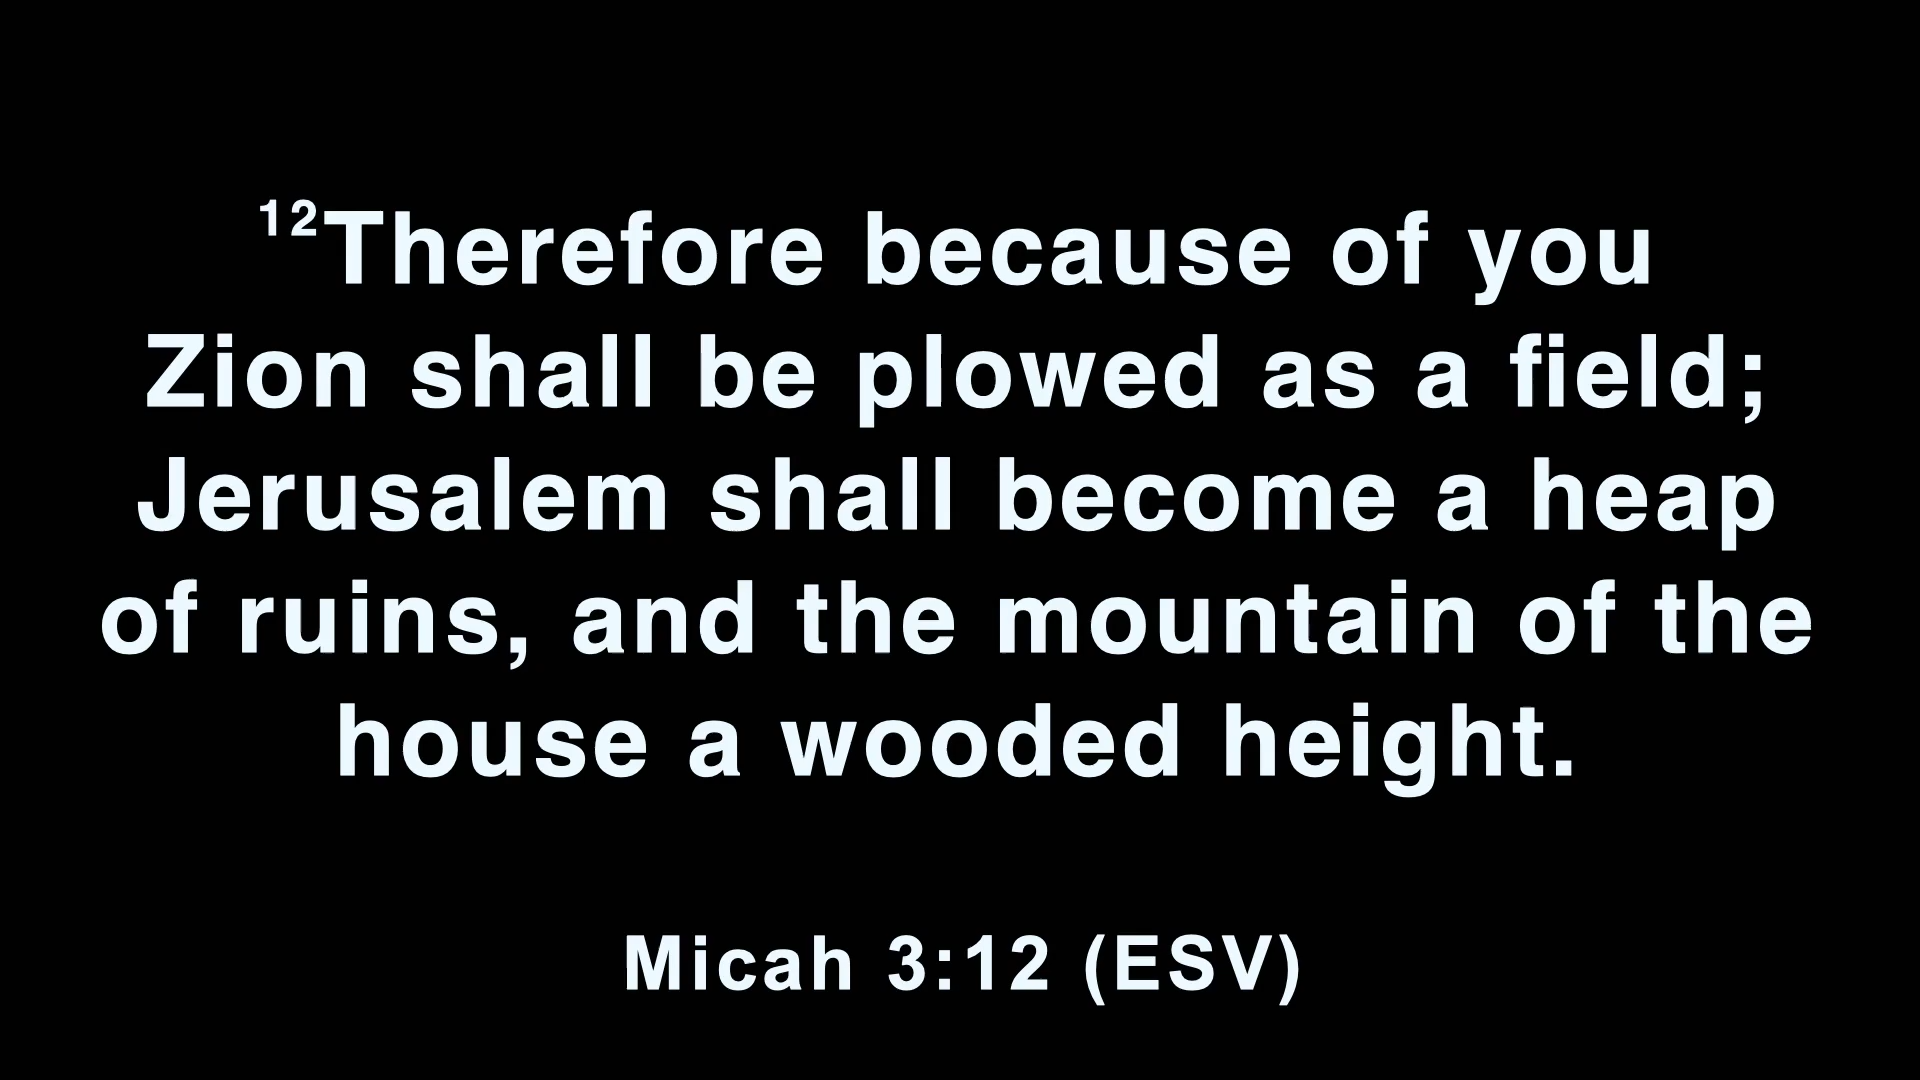 ¹²Therefore because of you
Zion shall be plowed as a field;
Jerusalem shall become a heap
of ruins, and the mountain of the
house a wooded height.
Micah 3:12 (ESV)